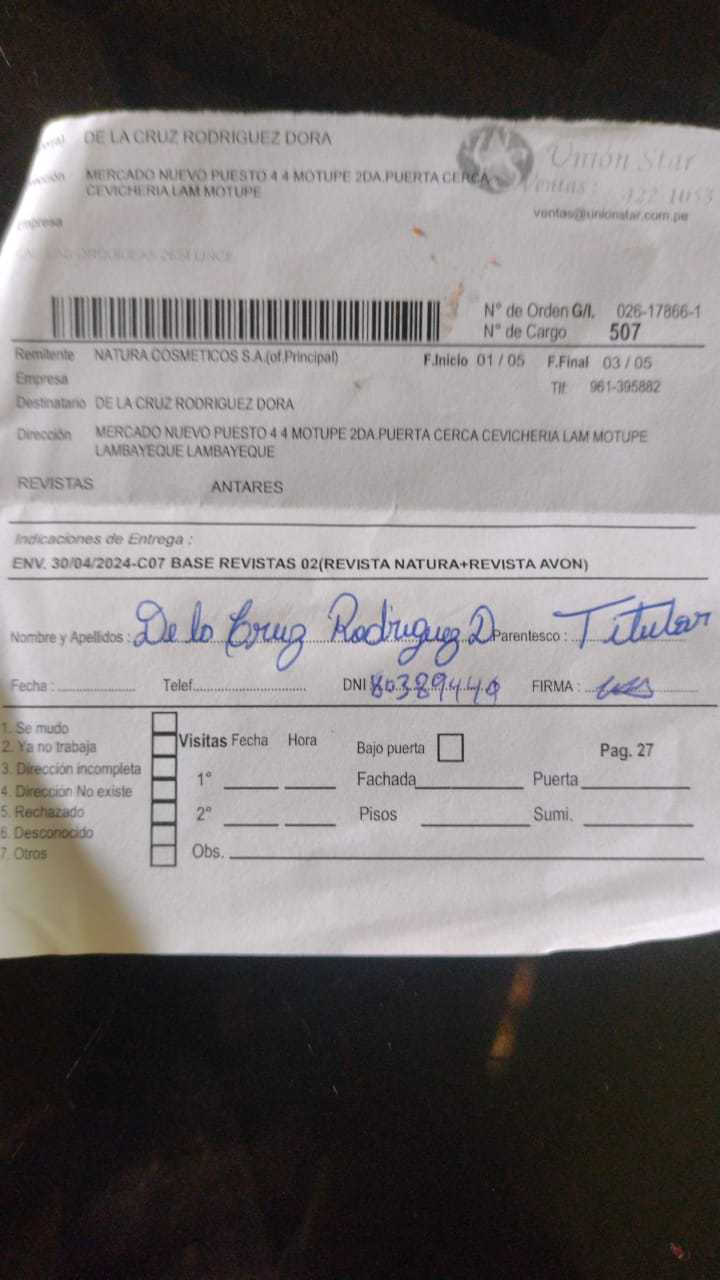 DE LA CRUZ RODRIGUEZ DORA
MERCADO NUEVO PUESTO 4 4 MOTUPE 2DA.PUERTA CERCA
CEVICHERIA LAM MOTUPE
Unión Star
Ventas: 422 1053
ventas@unionstar.com.pe
Empresa
N° de Orden G/I. 026-17866-1
N° de Cargo 507
Remitente NATURA COSMETICOS S.A.(of.Principal) F.Inicio 01 / 05 F.Final 03 / 05
Empresa Tlf: 961-395882
Destinatario DE LA CRUZ RODRIGUEZ DORA
Dirección MERCADO NUEVO PUESTO 4 4 MOTUPE 2DA.PUERTA CERCA CEVICHERIA LAM MOTUPE
LAMBAYEQUE LAMBAYEQUE
REVISTAS ANTARES
Indicaciones de Entrega :
ENV. 30/04/2024-C07 BASE REVISTAS 02(REVISTA NATURA+REVISTA AVON)
Nombre y Apellidos : De la Cruz Rodriguez D Parentesco : Titular
Fecha : Telef. DNI 80389449 FIRMA :
1. Se mudo
2. Ya no trabaja
3. Dirección incompleta
4. Dirección No existe
5. Rechazado
6. Desconocido
7. Otros
Visitas Fecha Hora Bajo puerta Pag. 27
1° Fachada Puerta
2° Pisos Sumi.
Obs.